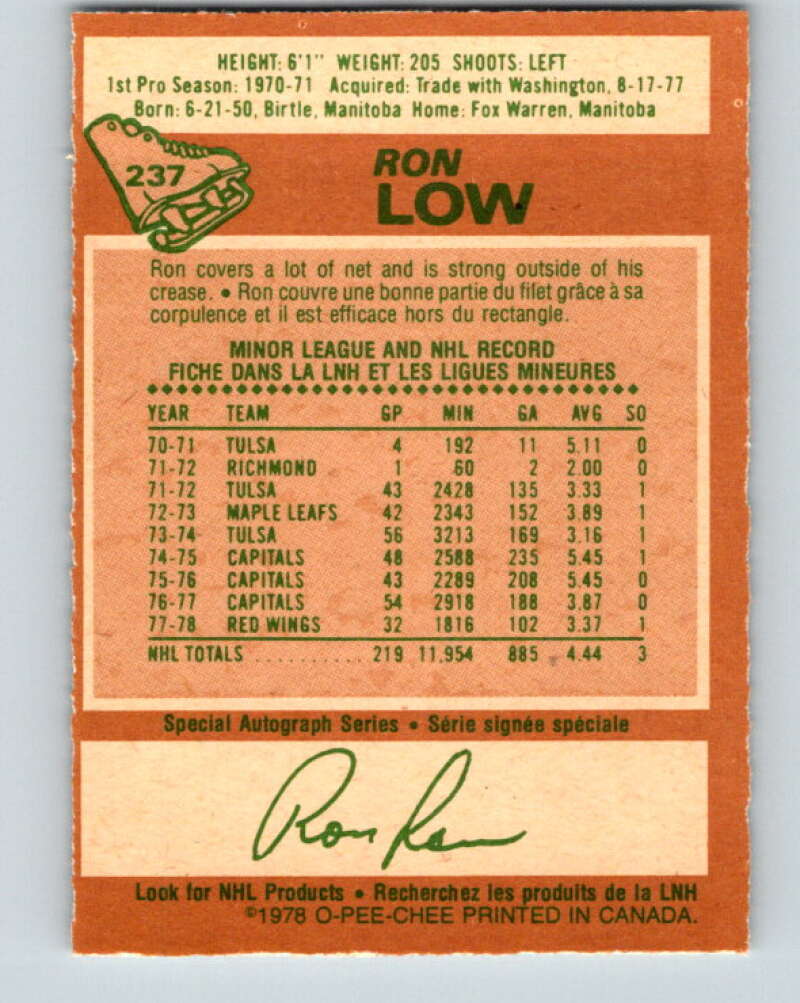 HEIGHT: 6'1" WEIGHT: 205 SHOOTS: LEFT
1st Pro Season: 1970-71 Acquired: Trade with Washington, 8-17-77
Born: 6-21-50, Birtle, Manitoba Home: Fox Warren, Manitoba
237
RON
LOW
Ron covers a lot of net and is strong outside of his
crease. • Ron couvre une bonne partie du filet grâce à sa
corpulence et il est efficace hors du rectangle.
MINOR LEAGUE AND NHL RECORD
FICHE DANS LA LNH ET LES LIGUES MINEURES
YEAR TEAM GP MIN GA AVG SO
70-71 TULSA 4 192 11 5.11 0
71-72 RICHMOND 1 60 2 2.00 0
71-72 TULSA 43 2428 135 3.33 1
72-73 MAPLE LEAFS 42 2343 152 3.89 1
73-74 TULSA 56 3213 169 3.16 1
74-75 CAPITALS 48 2588 235 5.45 1
75-76 CAPITALS 43 2289 208 5.45 0
76-77 CAPITALS 54 2918 188 3.87 0
77-78 RED WINGS 32 1816 102 3.37 1
NHL TOTALS .......... 219 11,954 885 4.44 3
Special Autograph Series • Série signée spéciale
Ron Low
Look for NHL Products • Recherchez les produits de la LNH
©1978 O-PEE-CHEE PRINTED IN CANADA.